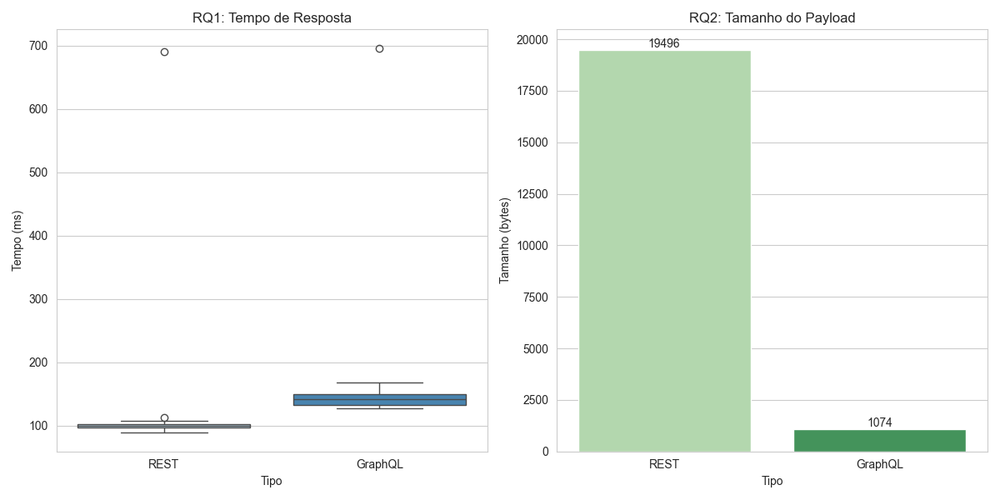 RQ1: Tempo de Resposta
700
600
500
400
300
200
100
Tempo (ms)
REST
GraphQL
Tipo
RQ2: Tamanho do Payload
20000
17500
15000
12500
10000
7500
5000
2500
0
Tamanho (bytes)
19496
1074
REST
GraphQL
Tipo